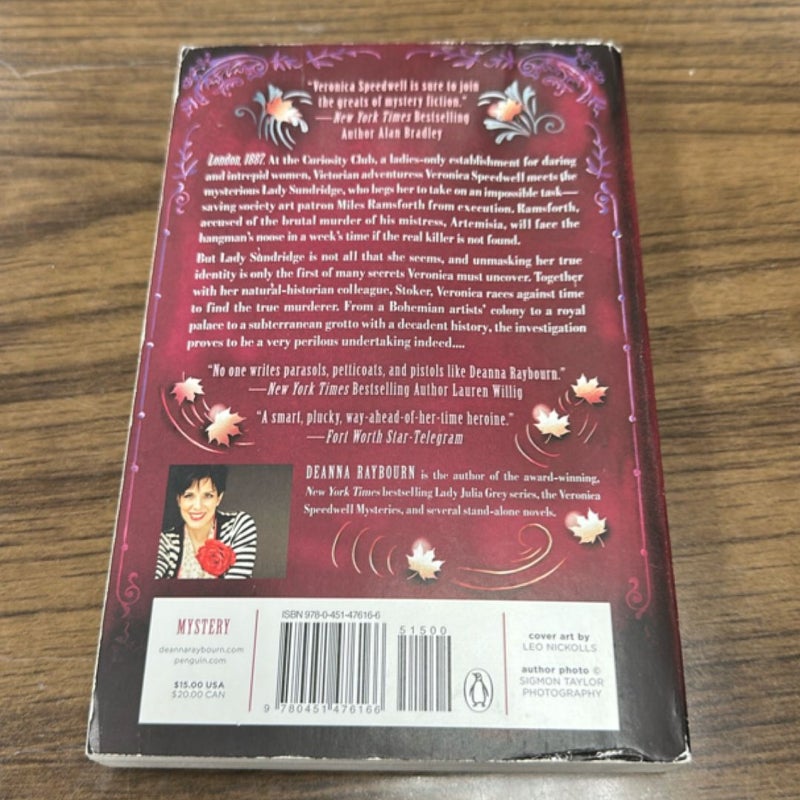 “Veronica Speedwell is sure to join
the greats of mystery fiction.”
—New York Times Bestselling
Author Alan Bradley
London, 1887. At the Curiosity Club, a ladies-only establishment for daring
and intrepid women, Victorian adventuress Veronica Speedwell meets the
mysterious Lady Sundridge, who begs her to take on an impossible task—
saving society art patron Miles Ramsforth from execution. Ramsforth,
accused of the brutal murder of his mistress, Artemisia, will face the
hangman's noose in a week's time if the real killer is not found.
But Lady Sundridge is not all that she seems, and unmasking her true
identity is only the first of many secrets Veronica must uncover. Together
with her natural-historian colleague, Stoker, Veronica races against time
to find the true murderer. From a Bohemian artists' colony to a royal
palace to a subterranean grotto with a decadent history, the investigation
proves to be a very perilous undertaking indeed....
“No one writes parasols, petticoats, and pistols like Deanna Raybourn.”
—New York Times Bestselling Author Lauren Willig
“A smart, plucky, way-ahead-of-her-time heroine.”
—Fort Worth Star-Telegram
DEANNA RAYBOURN is the author of the award-winning,
New York Times bestselling Lady Julia Grey series, the Veronica
Speedwell Mysteries, and several stand-alone novels.
MYSTERY
deannaraybourn.com
penguin.com
$15.00 USA
$20.00 CAN
ISBN 978-0-451-47616-6
51500
9 780451 476166
cover art by
LEO NICKOLLS
author photo ©
SIGMON TAYLOR
PHOTOGRAPHY